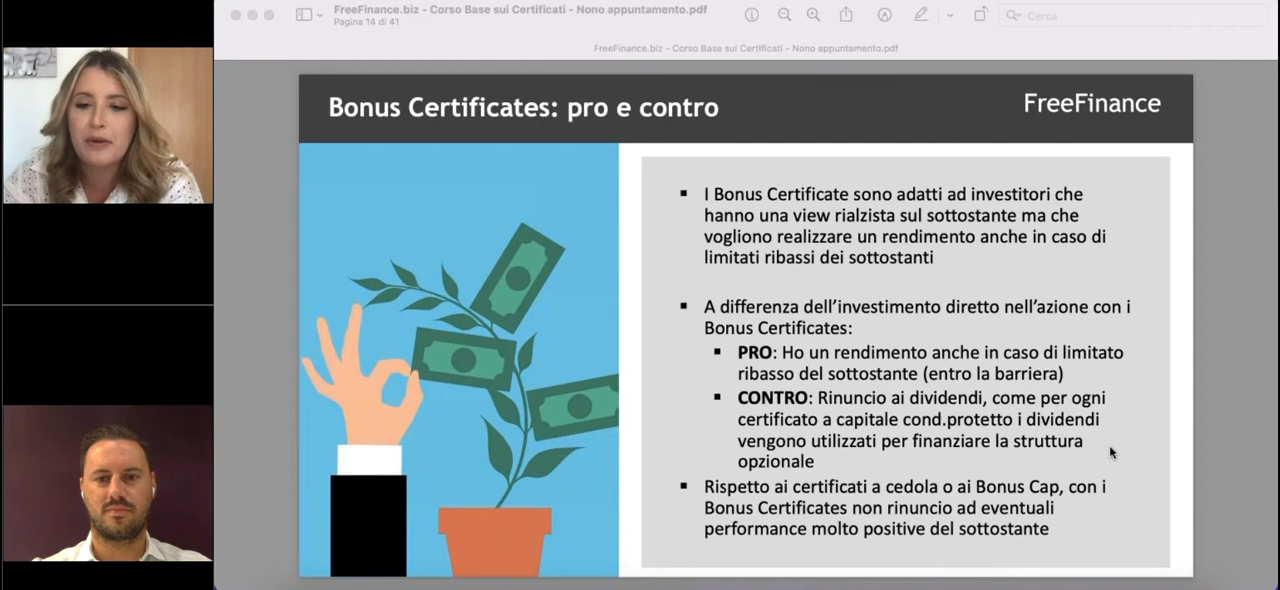 FreeFinance.biz - Corso Base sui Certificati - Nono appuntamento.pdf
Pagina 14 di 41
Cerca
FreeFinance.biz - Corso Base sui Certificati - Nono appuntamento.pdf
Bonus Certificates: pro e contro
FreeFinance
▪ I Bonus Certificate sono adatti ad investitori che
hanno una view rialzista sul sottostante ma che
vogliono realizzare un rendimento anche in caso di
limitati ribassi dei sottostanti
▪ A differenza dell'investimento diretto nell'azione con i
Bonus Certificates:
▪ PRO: Ho un rendimento anche in caso di limitato
ribasso del sottostante (entro la barriera)
▪ CONTRO: Rinuncio ai dividendi, come per ogni
certificato a capitale cond.protetto i dividendi
vengono utilizzati per finanziare la struttura
opzionale
▪ Rispetto ai certificati a cedola o ai Bonus Cap, con i
Bonus Certificates non rinuncio ad eventuali
performance molto positive del sottostante